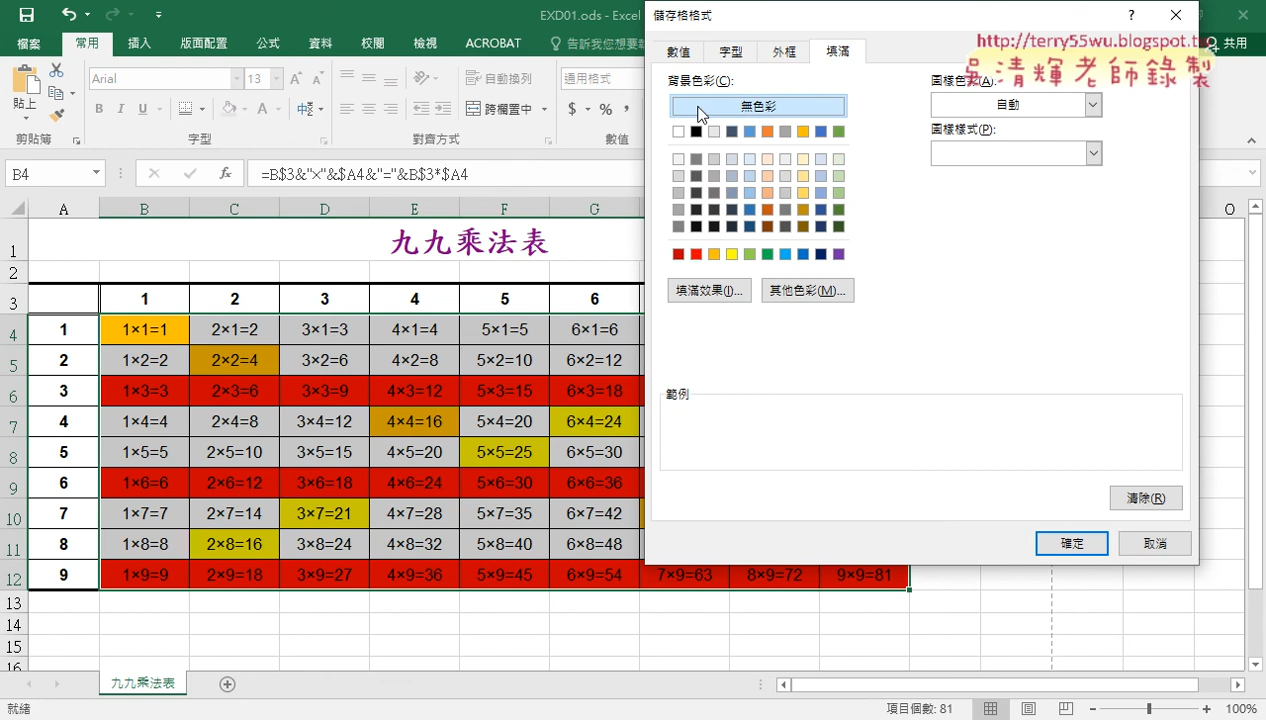 EXD01.ods - Excel
檔案 常用 插入 版面配置 公式 資料 校閱 檢視 ACROBAT 告訴我您想要
共用
貼上
Arial 13
自動換列 通用格式
跨欄置中
剪貼簿 字型 對齊方式 數值
B4 =B$3&"×"&$A4&"="&B$3*$A4
A B C D E F G O
1 九九乘法表
2
3 1 2 3 4 5 6
4 1 1×1=1 2×1=2 3×1=3 4×1=4 5×1=5 6×1=6
5 2 1×2=2 2×2=4 3×2=6 4×2=8 5×2=10 6×2=12
6 3 1×3=3 2×3=6 3×3=9 4×3=12 5×3=15 6×3=18
7 4 1×4=4 2×4=8 3×4=12 4×4=16 5×4=20 6×4=24
8 5 1×5=5 2×5=10 3×5=15 4×5=20 5×5=25 6×5=30
9 6 1×6=6 2×6=12 3×6=18 4×6=24 5×6=30 6×6=36
10 7 1×7=7 2×7=14 3×7=21 4×7=28 5×7=35 6×7=42
11 8 1×8=8 2×8=16 3×8=24 4×8=32 5×8=40 6×8=48
12 9 1×9=9 2×9=18 3×9=27 4×9=36 5×9=45 6×9=54 7×9=63 8×9=72 9×9=81
13
14
15
16
九九乘法表
就緒 項目個數: 81 100%
儲存格格式
數值 字型 外框 填滿
http://terry55wu.blogspot.t
吳清輝老師錄製
背景色彩(C):
無色彩
圖樣色彩(A):
自動
圖樣樣式(P):
填滿效果(I)... 其他色彩(M)...
範例
清除(R)
確定 取消